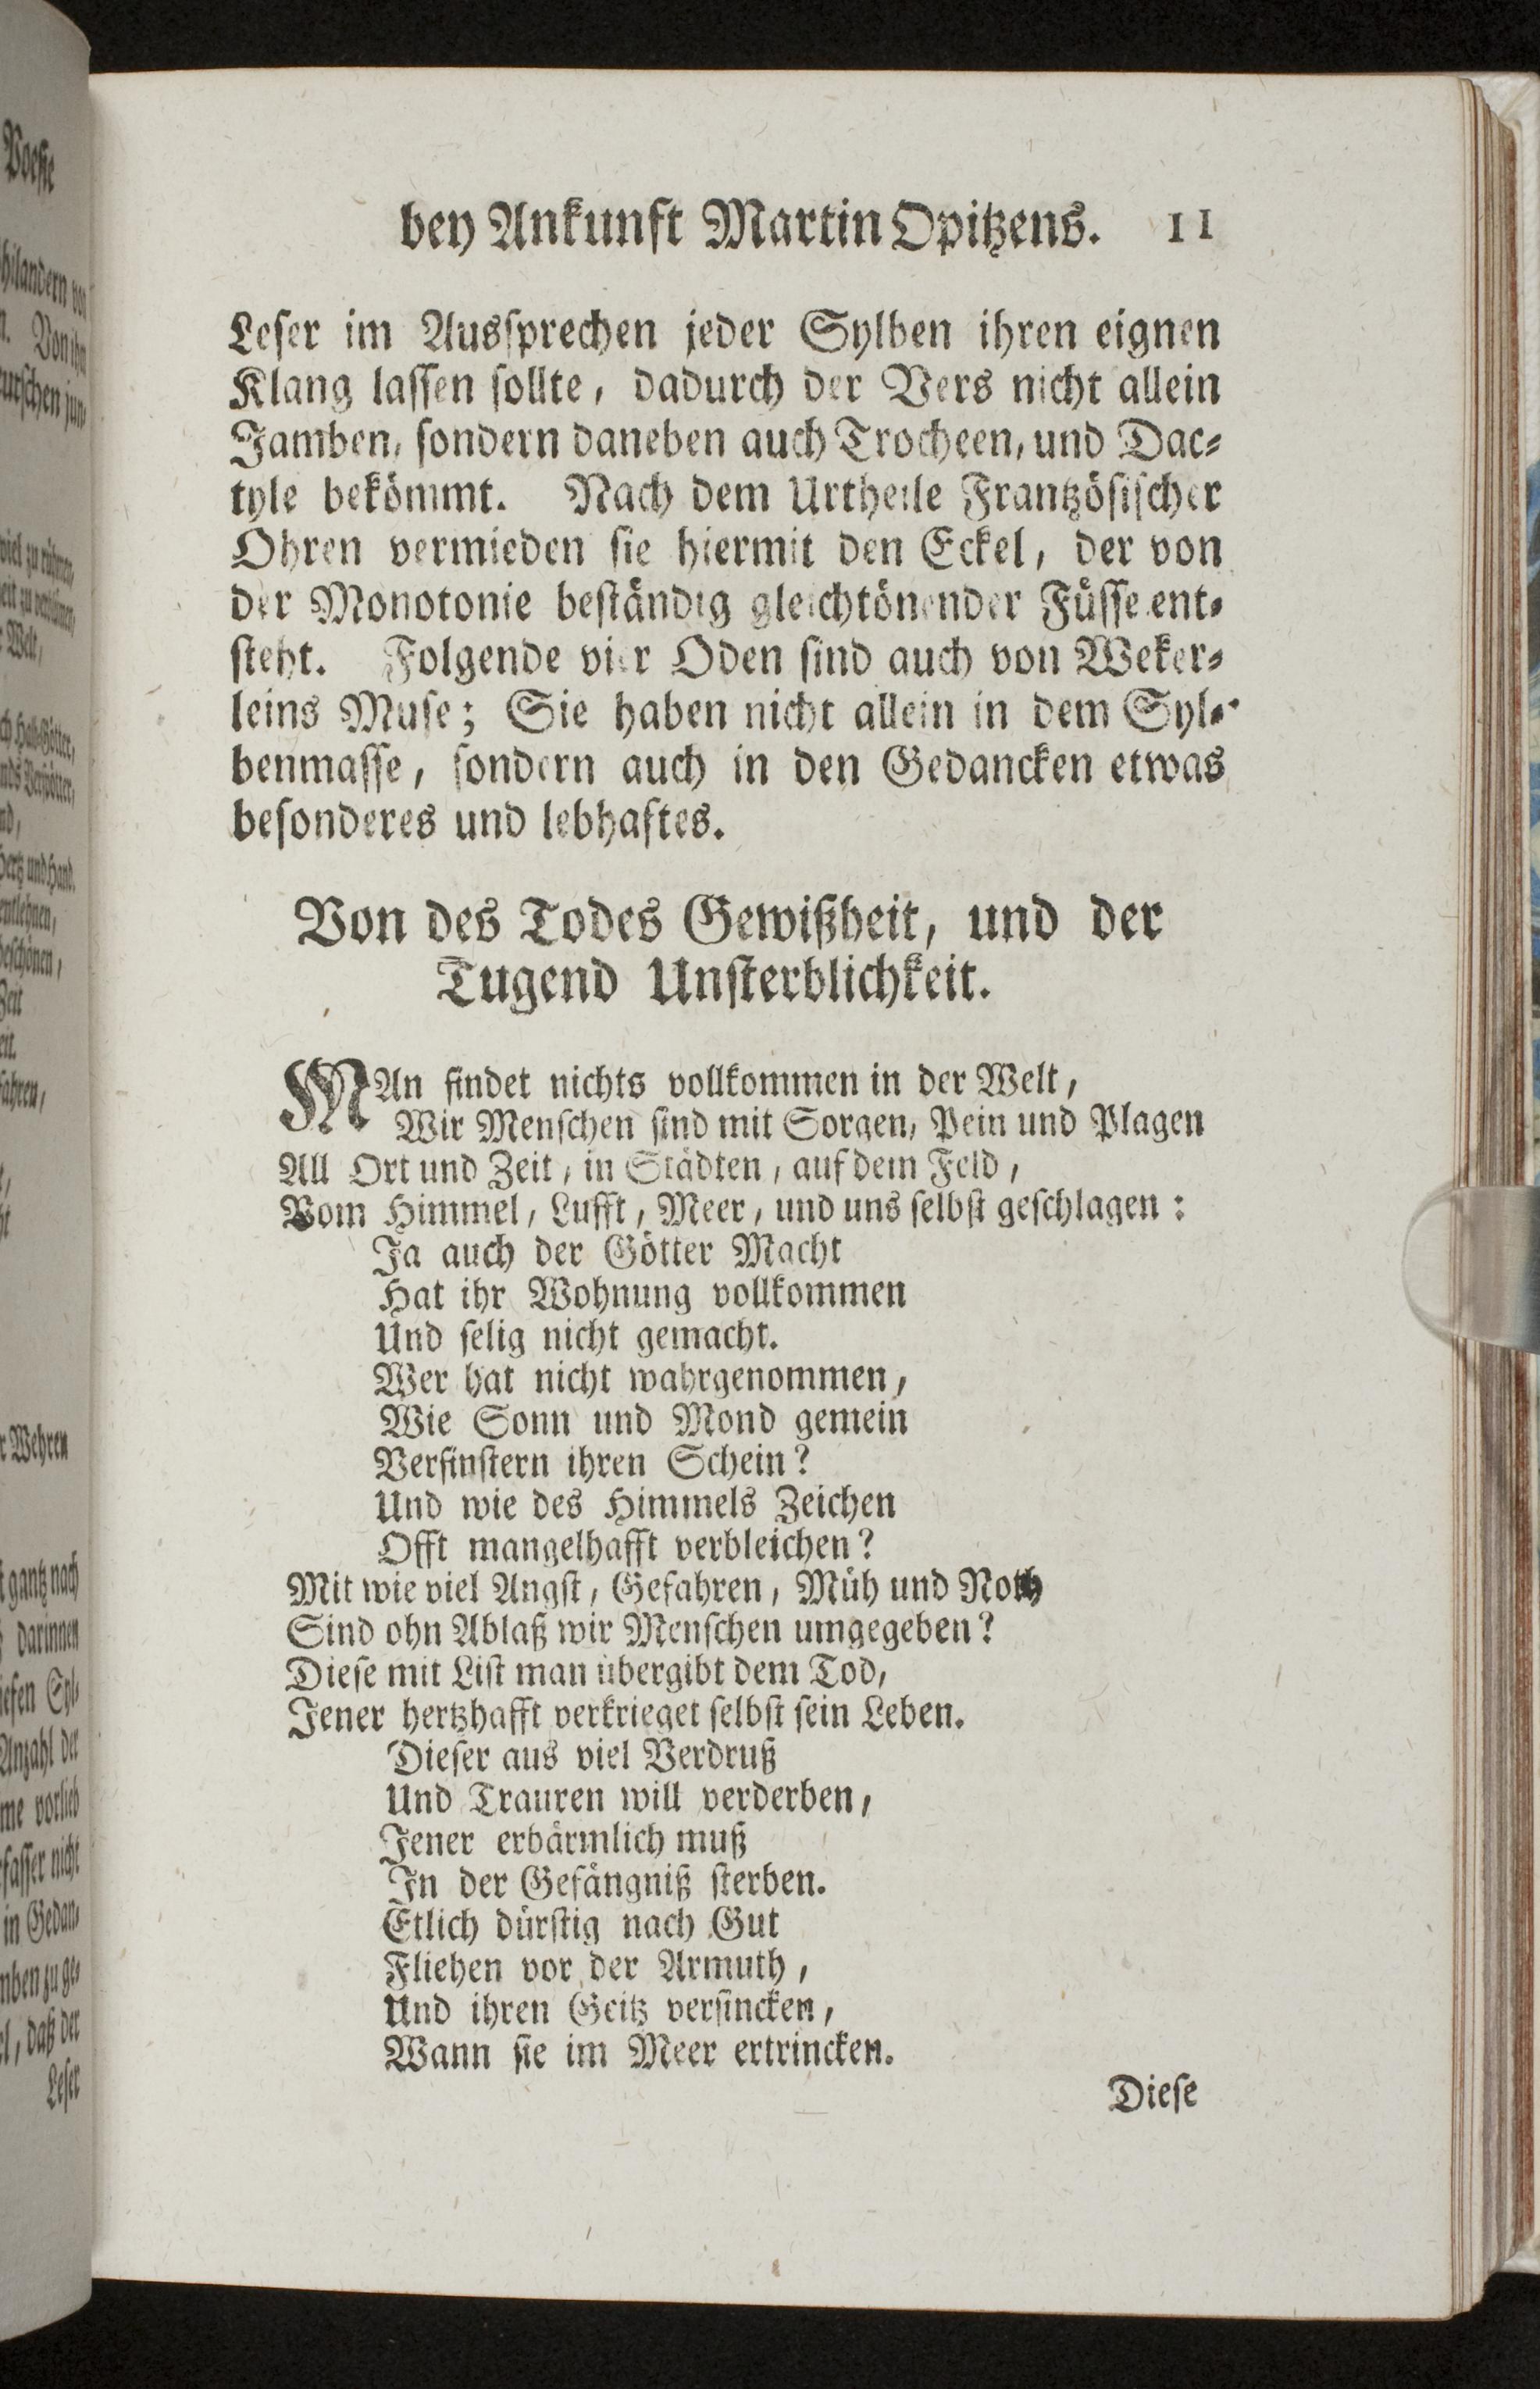 bey Ankunft Martin Opitzens. 11
Leser im Aussprechen jeder Sylben ihren eignen
Klang lassen sollte, dadurch der Vers nicht allein
Jamben, sondern daneben auch Trocheen, und Dac-
tyle bekömmt. Nach dem Urtheile Frantzösischer
Ohren vermieden sie hiermit den Eckel, der von
der Monotonie beständig gleichtönender Füsse ent-
steht. Folgende vier Oden sind auch von Weker-
leins Muse; Sie haben nicht allein in dem Syl-
benmasse, sondern auch in den Gedancken etwas
besonderes und lebhaftes.
Von des Todes Gewißheit, und der
Tugend Unsterblichkeit.
MAn findet nichts vollkommen in der Welt,
Wir Menschen sind mit Sorgen, Pein und Plagen
All Ort und Zeit, in Städten, auf dem Feld,
Vom Himmel, Lufft, Meer, und uns selbst geschlagen:
Ja auch der Götter Macht
Hat ihr Wohnung vollkommen
Und selig nicht gemacht.
Wer hat nicht wahrgenommen,
Wie Sonn und Mond gemein
Verfinstern ihren Schein?
Und wie des Himmels Zeichen
Offt mangelhafft verbleichen?
Mit wie viel Angst, Gefahren, Müh und Noth
Sind ohn Ablaß wir Menschen umgegeben?
Diese mit List man übergibt dem Tod,
Jener hertzhafft verkrieget selbst sein Leben.
Dieser aus viel Verdruß
Und Trauren will verderben,
Jener erbärmlich muß
In der Gefängniß sterben.
Etlich dürstig nach Gut
Fliehen vor der Armuth,
Und ihren Geitz versincken,
Wann sie im Meer ertrincken.
Diese